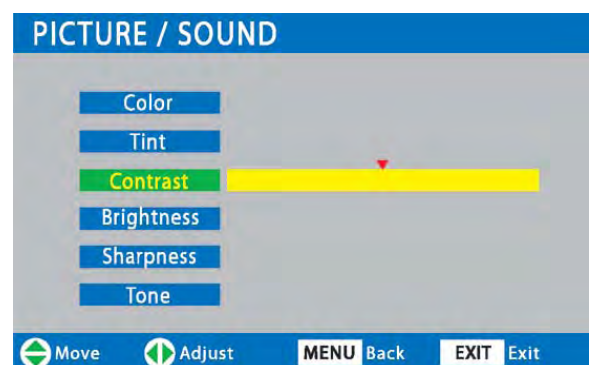 PICTURE / SOUND
Color
Tint
Contrast
Brightness
Sharpness
Tone
Move Adjust MENU Back EXIT Exit